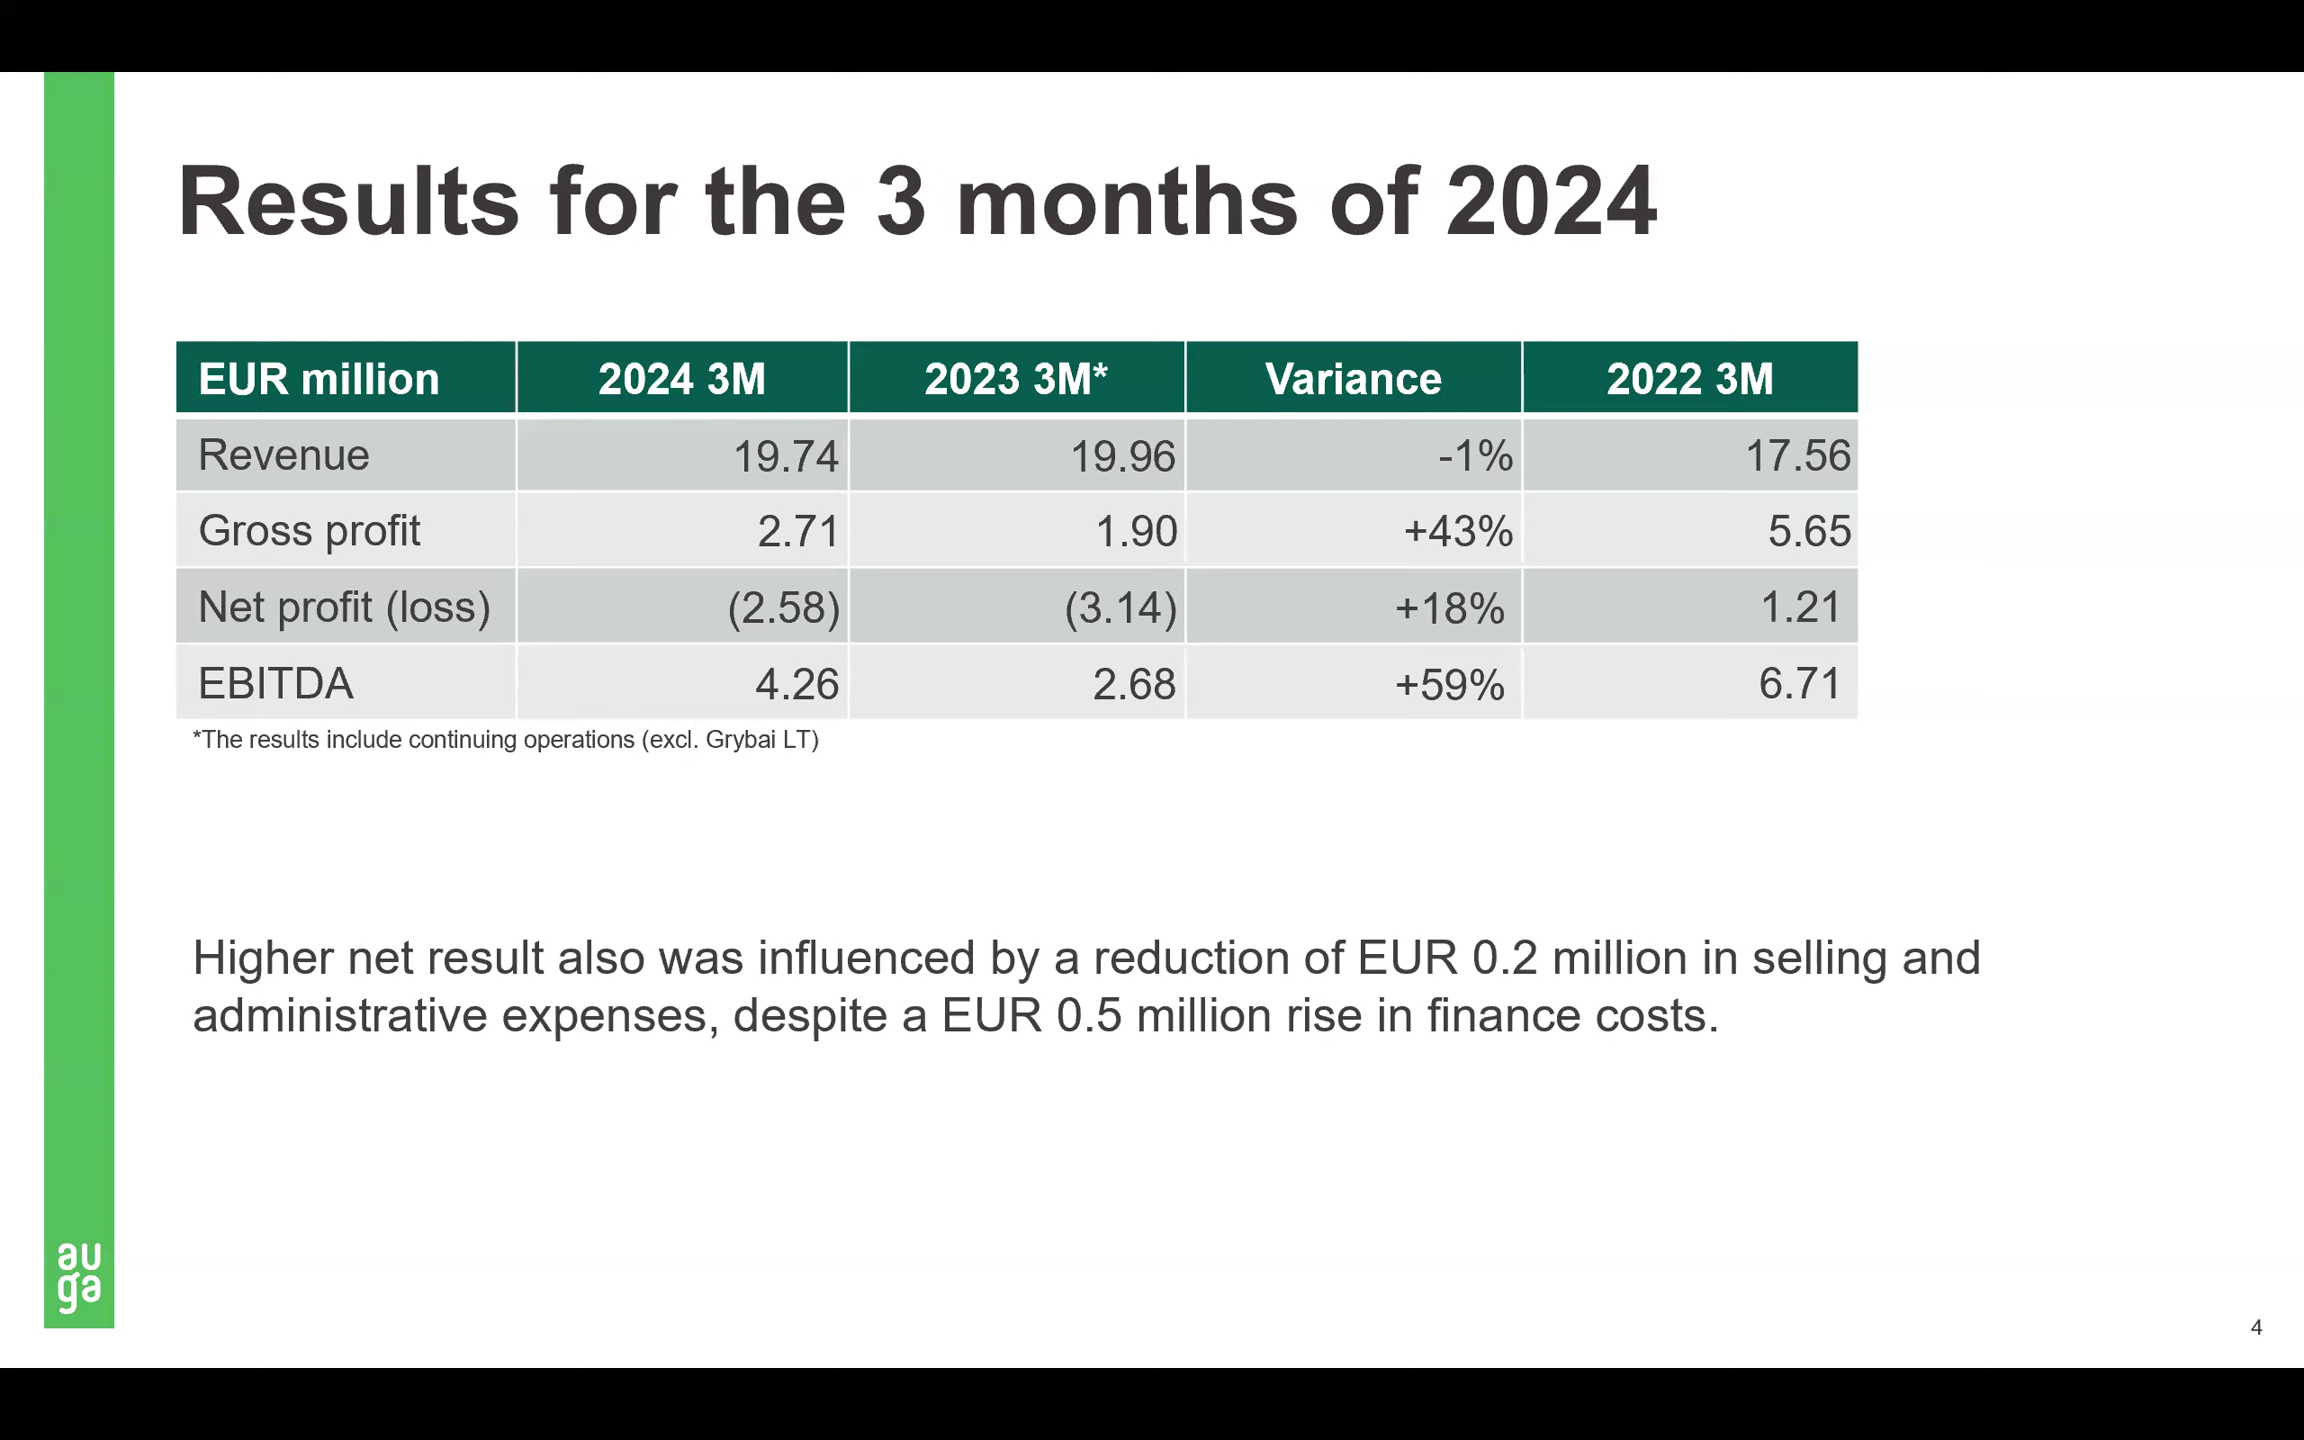 Results for the 3 months of 2024
EUR million 2024 3M 2023 3M* Variance 2022 3M
Revenue 19.74 19.96 -1% 17.56
Gross profit 2.71 1.90 +43% 5.65
Net profit (loss) (2.58) (3.14) +18% 1.21
EBITDA 4.26 2.68 +59% 6.71
*The results include continuing operations (excl. Grybai LT)
Higher net result also was influenced by a reduction of EUR 0.2 million in selling and
administrative expenses, despite a EUR 0.5 million rise in finance costs.
au
ga
4